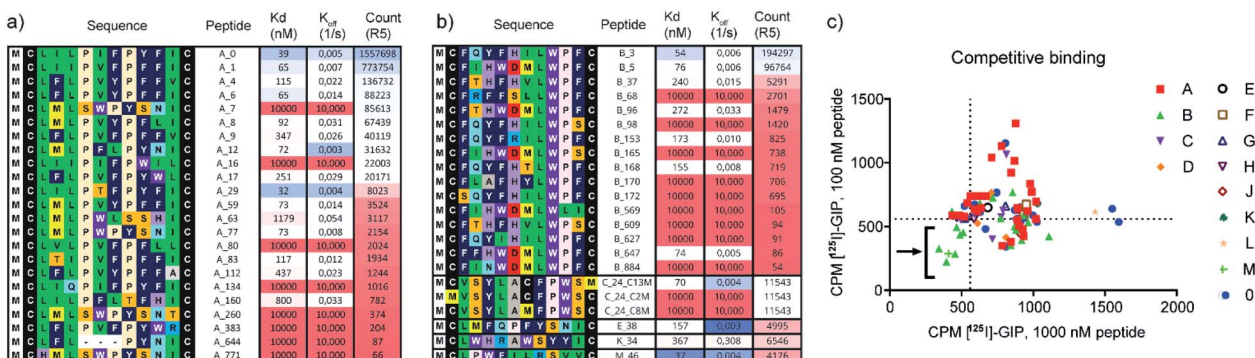 a) Sequence Peptide Kd (nM) Koff (1/s) Count (R5)
M C L I L P I F P Y F I C A_0 39 0,005 1557698
M C L I L P V F P F F I C A_1 65 0,007 773754
M C L F L P V Y P F F V C A_4 115 0,022 136732
M C L F L P V Y P F F I C A_6 65 0,014 88223
M C L M L S W P Y S N I C A_7 10000 10,000 85613
M C L M L P V Y P F F I C A_8 92 0,031 67439
M C L F L P V F P F F V C A_9 347 0,026 40119
M C L M L P F L P Y N I C A_12 72 0,003 31632
M C L I L P I F P W I L C A_16 10000 10,000 22003
M C L F L P V F P Y W L C A_17 251 0,029 20171
M C L I L P T F P Y F I C A_29 32 0,004 8023
A_59 73 0,014 3524
M C L M L P W L S S H I C A_63 1179 0,054 3117
A_77 73 0,008 2154
M C L V L P V F P F L L C A_80 10000 10,000 2024
M C L T I P V F P F F I C A_83 117 0,012 1934
A_112 437 0,023 1244
M C L I Q P I F P Y F I C A_134 10000 10,000 1016
M C L I L P F L T F H I C A_160 800 0,033 782
M C L M L S W P Y S N T C A_260 10000 10,000 374
M C L F L P V F P Y W R C A_383 10000 10,000 204
M C L F L - - - P Y N I C A_644 10000 10,000 87
M C H M L S W P Y S N I C A_771 10000 10,000 66
b) Sequence Peptide Kd (nM) Koff (1/s) Count (R5)
M C F Q Y F H I L W P F C B_3 54 0,006 194297
M C F I H W D M L W P F C B_5 76 0,006 96764
M C F T H F H V L W P F C B_37 240 0,015 5291
M C F R F F S L L W P F C B_68 10000 10,000 2701
M C F T H W D M L W P F C B_96 272 0,033 1479
M C F Q Y F H I L W P S C B_98 10000 10,000 1420
M C F Q Y F R I L W P F C B_153 173 0,010 825
M C F I H W D M L W P S C B_165 10000 10,000 738
M C F Q Y F H T L W P F C B_168 155 0,008 719
M C F L A F H Y L W P F C B_170 10000 10,000 706
M C S Q Y F H I L W P F C B_172 10000 10,000 695
M C F I H W D M L W L I C B_569 10000 10,000 105
M C F T H F H V L W P S C B_609 10000 10,000 94
M C F Q Y I H I L W P F C B_627 10000 10,000 91
M C F I H W D M L W P F C B_647 74 0,005 86
M C F I N W D M L W P F C B_884 10000 10,000 54
M C V S Y L A C F P W S M C_24_C13M 70 0,004 11543
M M V S Y L A C F P W S C C_24_C2M 10000 10,000 11543
M C V S Y L A M F P W S C C_24_C8M 10000 10,000 11543
M C L M F Q P F Y S N I C E_38 157 0,003 4995
M C L W H R A W S Y Y I C K_34 367 0,308 6546
M C L P W F I L R S V V C M_46 37 0,004 4176
c) Competitive binding
CPM [¹²⁵I]-GIP, 100 nM peptide
1500
1000
500
0
0 500 1000 1500 2000
CPM [¹²⁵I]-GIP, 1000 nM peptide
A
B
C
D
E
F
G
H
J
K
L
M
0